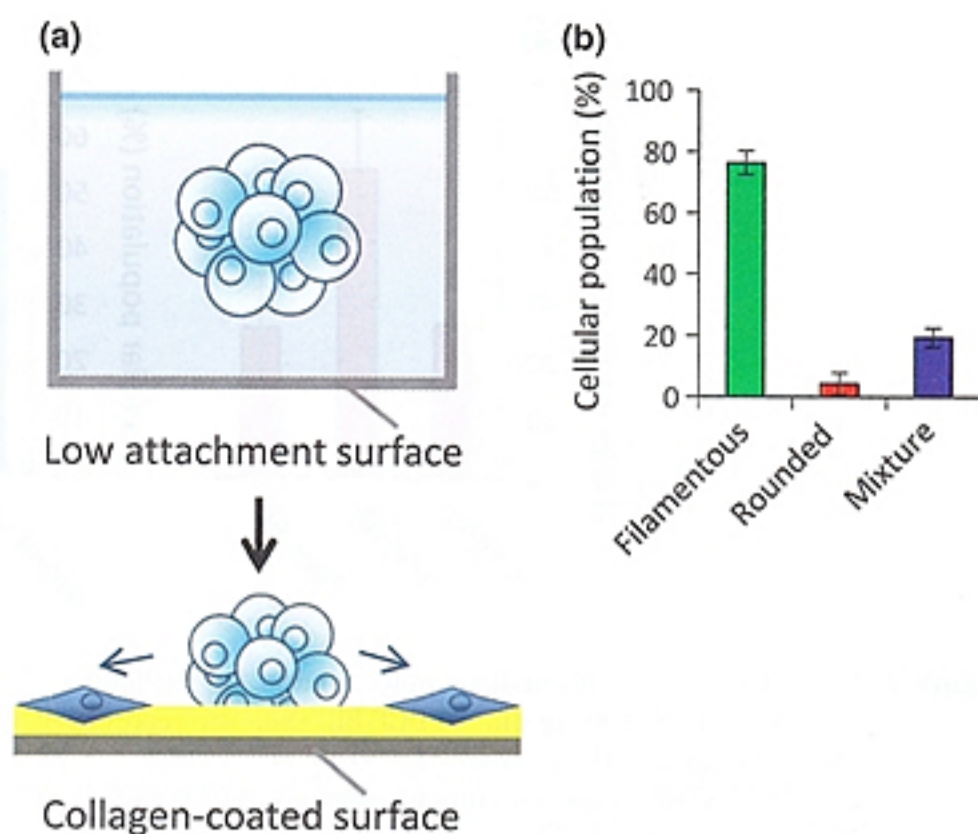 (a)
Low attachment surface
Collagen-coated surface
(b)
Cellular population (%)
100
80
60
40
20
0
Filamentous
Rounded
Mixture